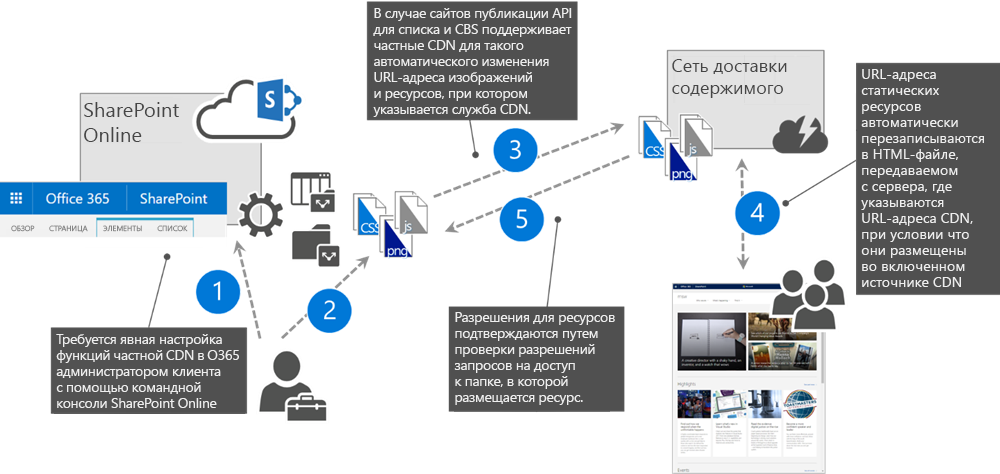 В случае сайтов публикации API
для списка и CBS поддерживает
частные CDN для такого
автоматического изменения
URL-адреса изображений
и ресурсов, при котором
указывается служба CDN.
Сеть доставки
содержимого
URL-адреса
статических
ресурсов
автоматически
перезаписываются
в HTML-файле,
передаваемом
с сервера, где
указываются
URL-адреса CDN,
при условии что
они размещены
во включенном
источнике CDN
SharePoint
Online
S
Office 365
SharePoint
ОБЗОР
СТРАНИЦА
ЭЛЕМЕНТЫ
СПИСОК
CSS
js
png
CSS
js
png
1
2
3
4
5
Требуется явная настройка
функций частной CDN в O365
администратором клиента
с помощью командной
консоли SharePoint Online
Разрешения для ресурсов
подтверждаются путем
проверки разрешений
запросов на доступ
к папке, в которой
размещается ресурс.
Highlights
TOASTMASTERS
Events